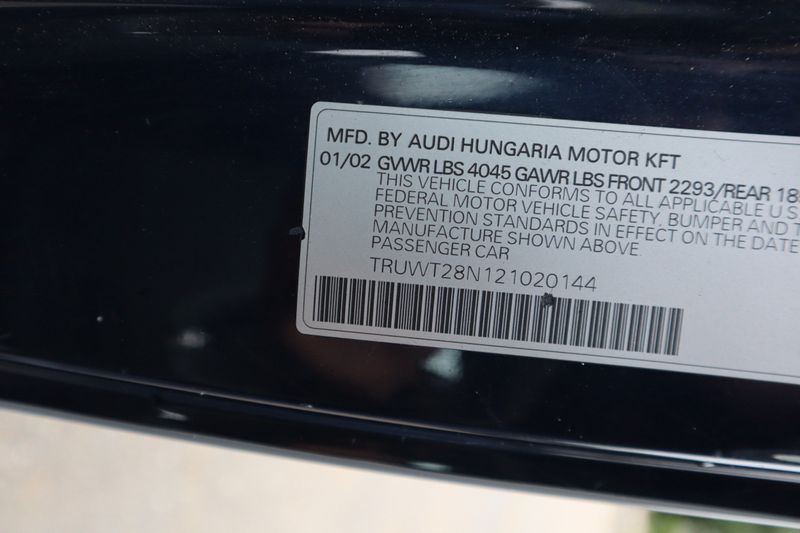 MFD. BY AUDI HUNGARIA MOTOR KFT
01/02 GVWR LBS 4045 GAWR LBS FRONT 2293/REAR
THIS VEHICLE CONFORMS TO ALL APPLICABLE U.S
FEDERAL MOTOR VEHICLE SAFETY, BUMPER AND
PREVENTION STANDARDS IN EFFECT ON THE DATE
MANUFACTURE SHOWN ABOVE.
PASSENGER CAR
TRUWT28N121020144